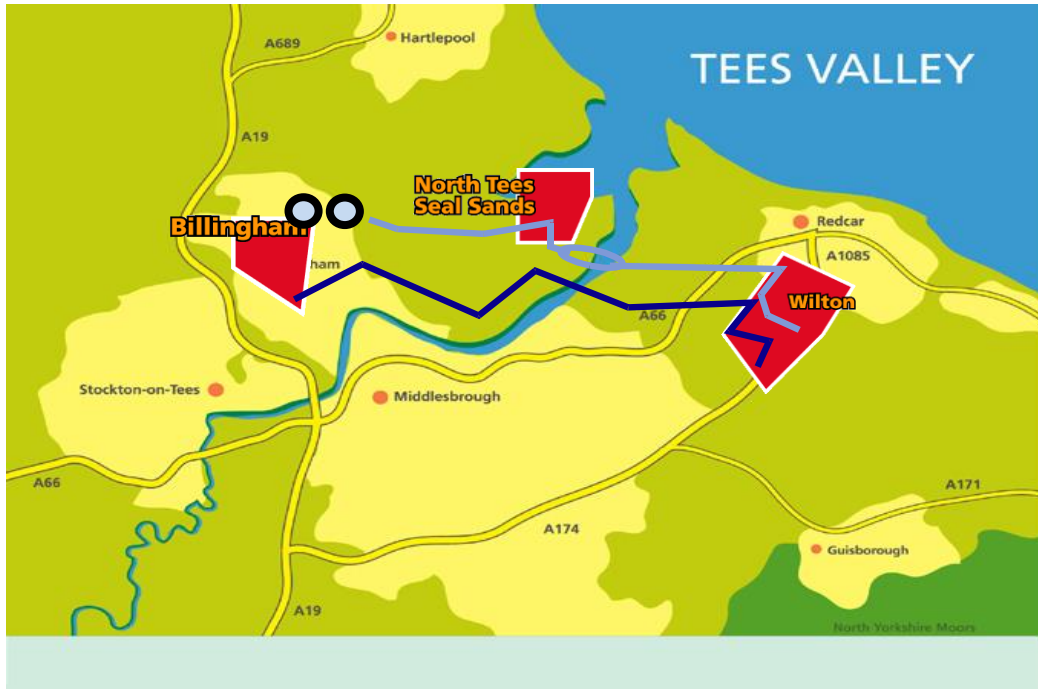 Hartlepool
A689
TEES VALLEY
A19
North Tees
Seal Sands
Billingham
ham
Redcar
A1085
Wilton
A66
Stockton-on-Tees
Middlesbrough
A66
A171
A174
Guisborough
A19
North Yorkshire Moors